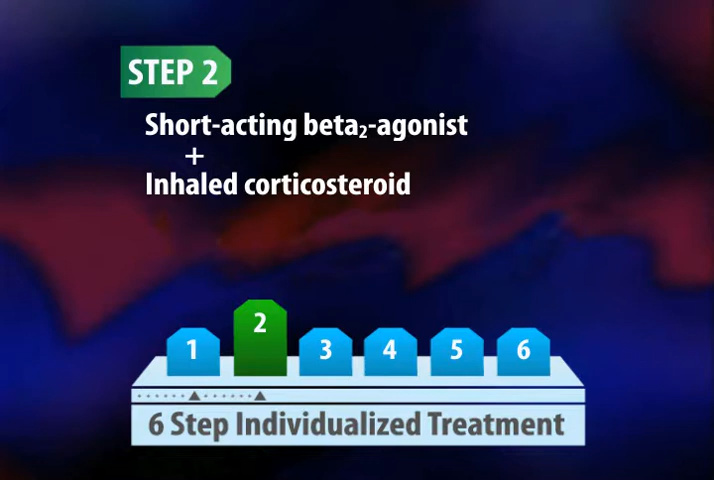 STEP 2
Short-acting beta₂-agonist
+
Inhaled corticosteroid
1 2 3 4 5 6
6 Step Individualized Treatment